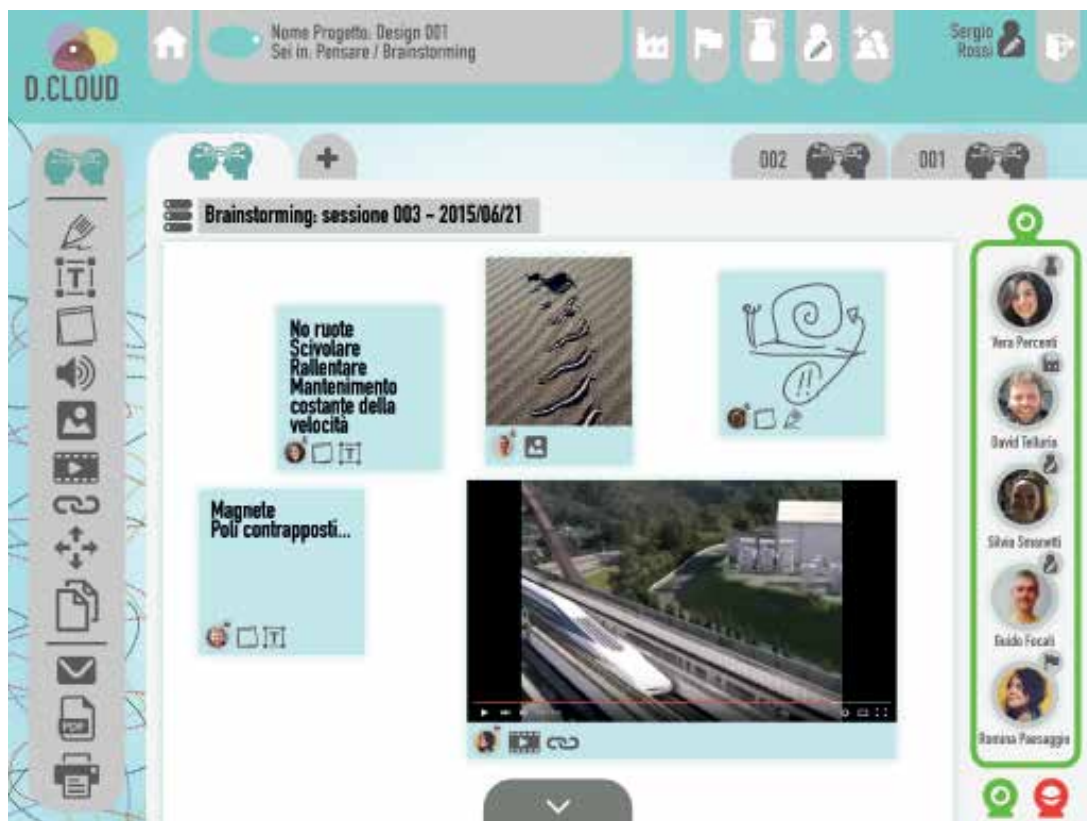 D.CLOUD
Nome Progetto: Design 001
Sei in: Pensare / Brainstorming
Sergio
Rossi
002
001
Brainstorming: sessione 003 - 2015/06/21
No ruote
Scivolare
Rallentare
Mantenimento
costante della
velocità
!!
Magnete
Poli contrapposti...
T
PDF
Vera Percenti
David Telluria
Silvia
Guido Focali
Romina Paesaggio